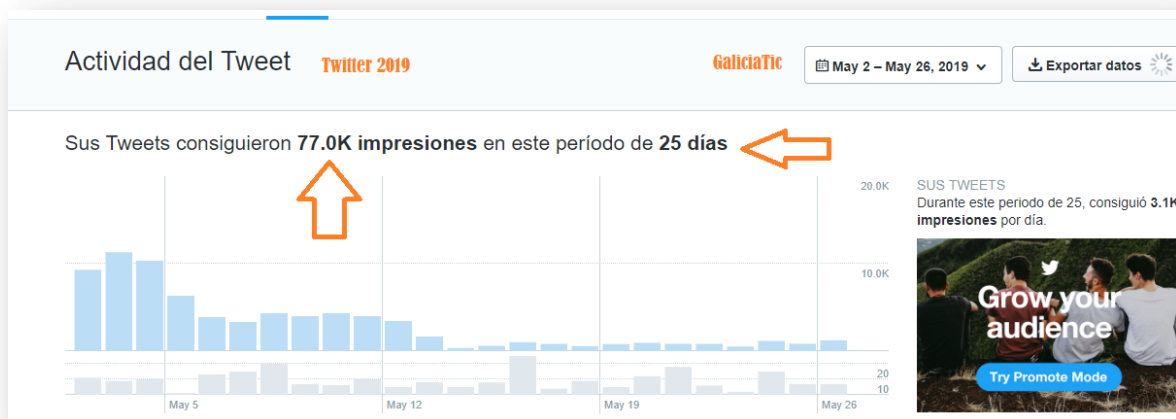 Actividad del Tweet
Twitter 2019
GaliciaTic
May 2 – May 26, 2019
Exportar datos
Sus Tweets consiguieron 77.0K impresiones en este período de 25 días
20.0K
10.0K
20
10
May 5
May 12
May 19
May 26
SUS TWEETS
Durante este periodo de 25, consiguió 3.1K
impresiones por día.
Grow your
audience
Try Promote Mode